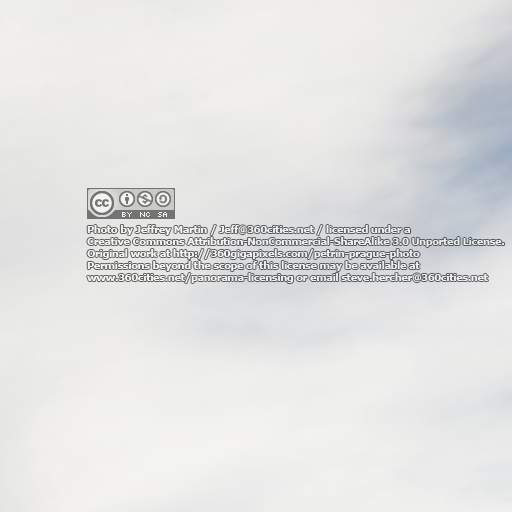 cc BY NC SA
Photo by Jeffrey Martin / Jeff@360cities.net / licensed under a
Creative Commons Attribution-NonCommercial-ShareAlike 3.0 Unported License.
Original work at http://360gigapixels.com/petrin-prague-photo
Permissions beyond the scope of this license may be available at
www.360cities.net/panorama-licensing or email steve.hercher@360cities.net